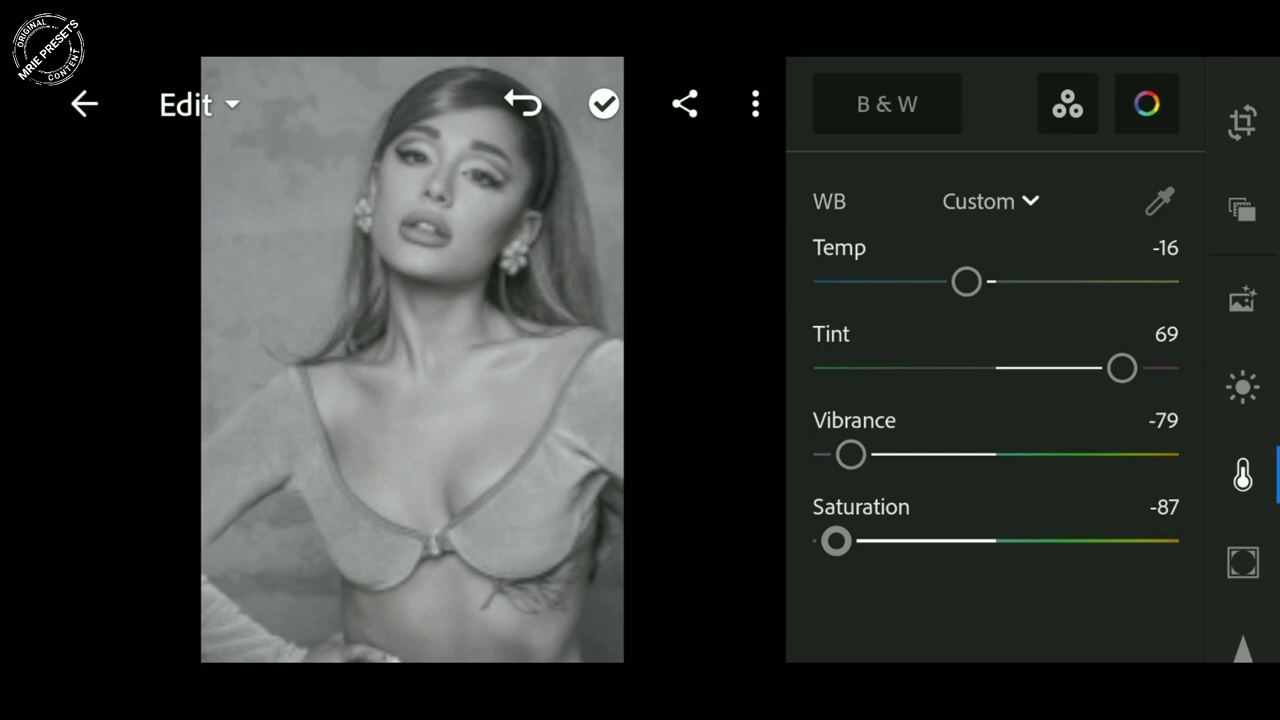 ORIGINAL
MRIE PRESETS
CONTENT
Edit
B & W
WB Custom
Temp -16
Tint 69
Vibrance -79
Saturation -87